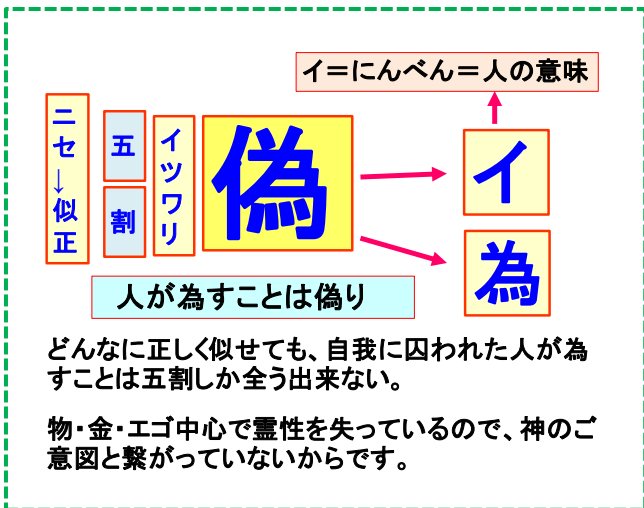 イ＝にんべん＝人の意味
ニセ→似正
五
割
イツワリ
偽
イ
為
人が為すことは偽り
どんなに正しく似せても、自我に囚われた人が為
すことは五割しか全う出来ない。
物・金・エゴ中心で霊性を失っているので、神のご
意図と繋がっていないからです。